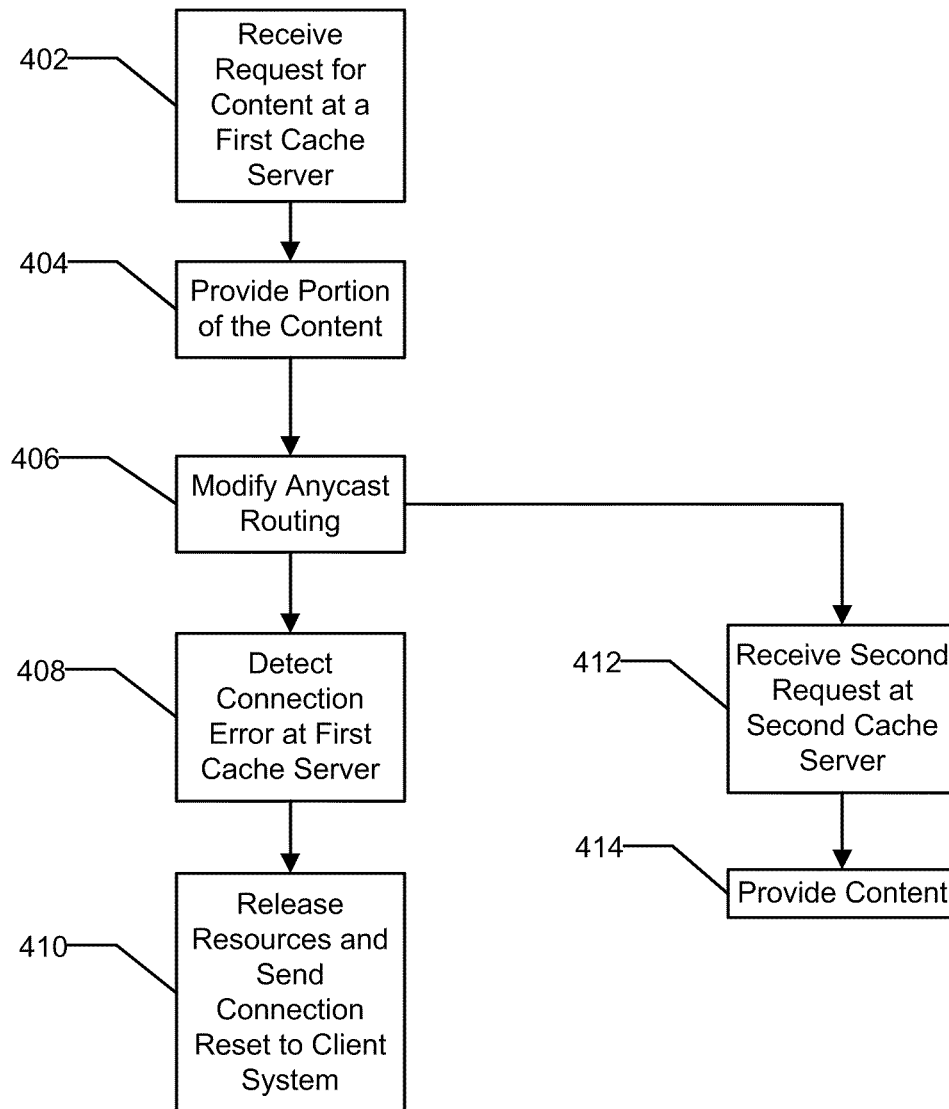 402
Receive
Request for
Content at a
First Cache
Server
404
Provide Portion
of the Content
406
Modify Anycast
Routing
408
Detect
Connection
Error at First
Cache Server
412
Receive Second
Request at
Second Cache
Server
414
Provide Content
410
Release
Resources and
Send
Connection
Reset to Client
System